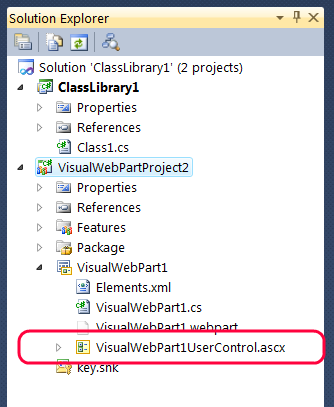 Solution Explorer
Solution 'ClassLibrary1' (2 projects)
ClassLibrary1
Properties
References
Class1.cs
VisualWebPartProject2
Properties
References
Features
Package
VisualWebPart1
Elements.xml
VisualWebPart1.cs
VisualWebPart1.webpart
VisualWebPart1UserControl.ascx
key.snk